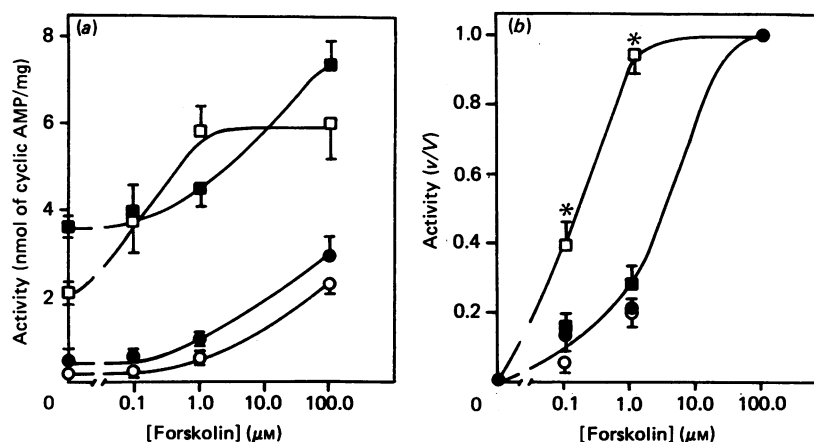 (a)
Activity (nmol of cyclic AMP/mg)
8
6
4
2
0
0.1 1.0 10.0 100.0
[Forskolin] (μM)
(b)
Activity (v/V)
1.0
0.8
0.6
0.4
0.2
0
0.1 1.0 10.0 100.0
[Forskolin] (μM)
*
*